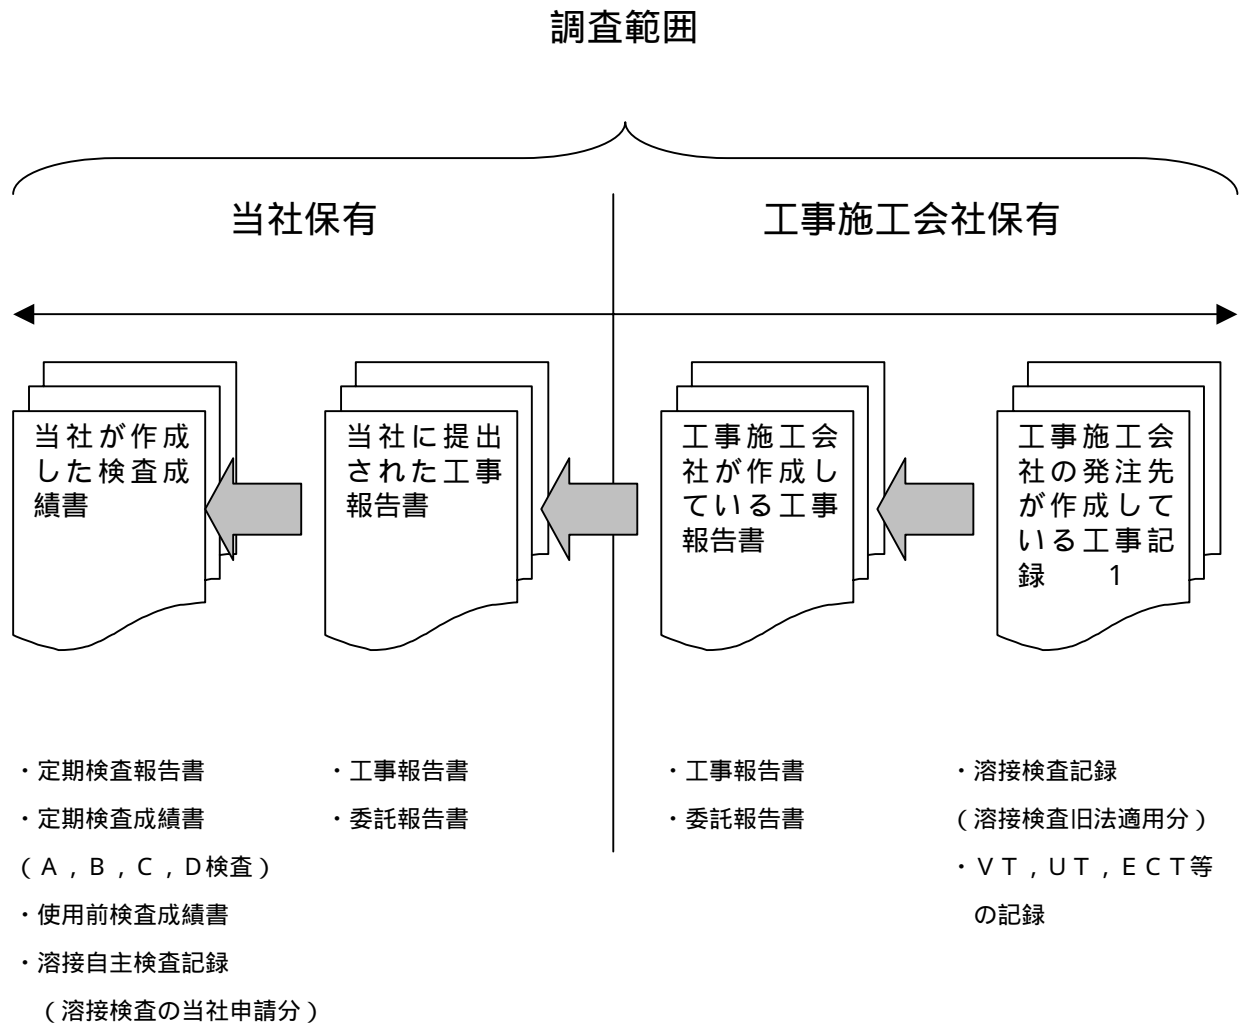 調査範囲
当社保有
工事施工会社保有
当社が作成
した検査成
績書
当社に提出
された工事
報告書
工事施工会
社が作成し
ている工事
報告書
工事施工会
社の発注先
が作成して
いる工事記
録　　1
・定期検査報告書
・定期検査成績書
（Ａ，Ｂ，Ｃ，Ｄ検査）
・使用前検査成績書
・溶接自主検査記録
（溶接検査の当社申請分）
・工事報告書
・委託報告書
・工事報告書
・委託報告書
・溶接検査記録
（溶接検査旧法適用分）
・ＶＴ，ＵＴ，ＥＣＴ等
の記録